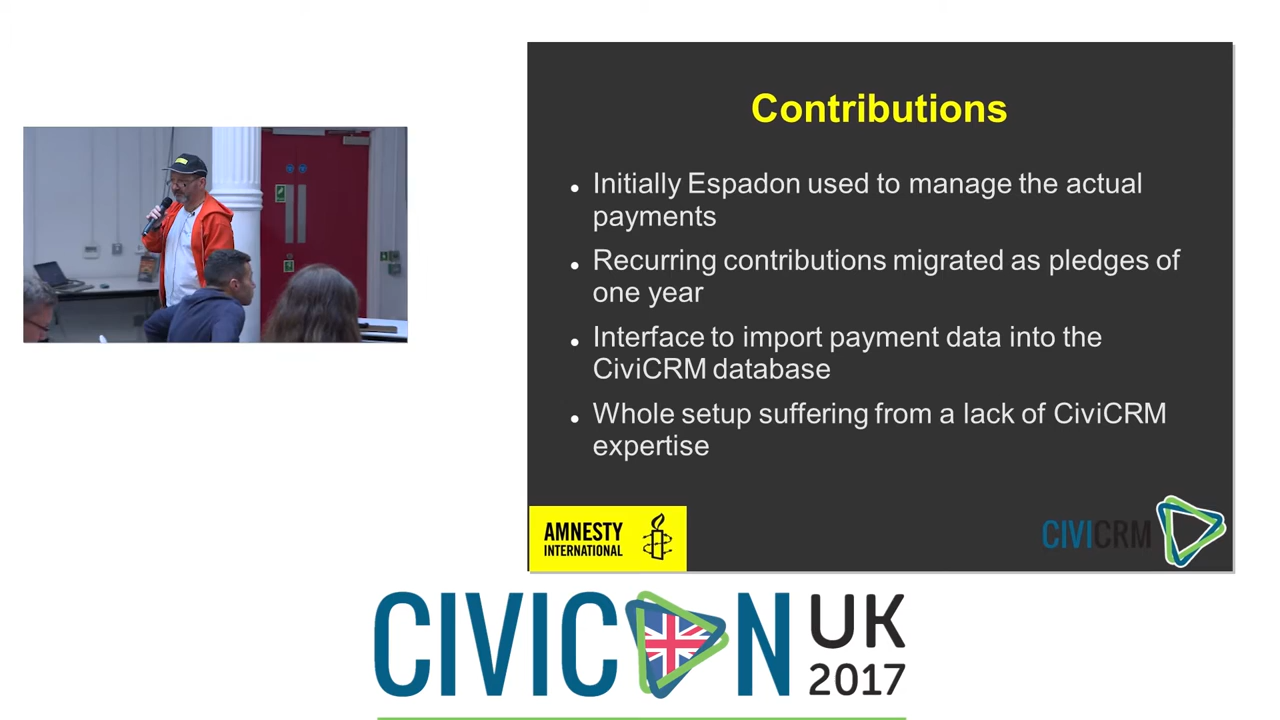 Contributions
Initially Espadon used to manage the actual
payments
Recurring contributions migrated as pledges of
one year
Interface to import payment data into the
CiviCRM database
Whole setup suffering from a lack of CiviCRM
expertise
AMNESTY
INTERNATIONAL
CIVICRM
CIVICON UK
2017